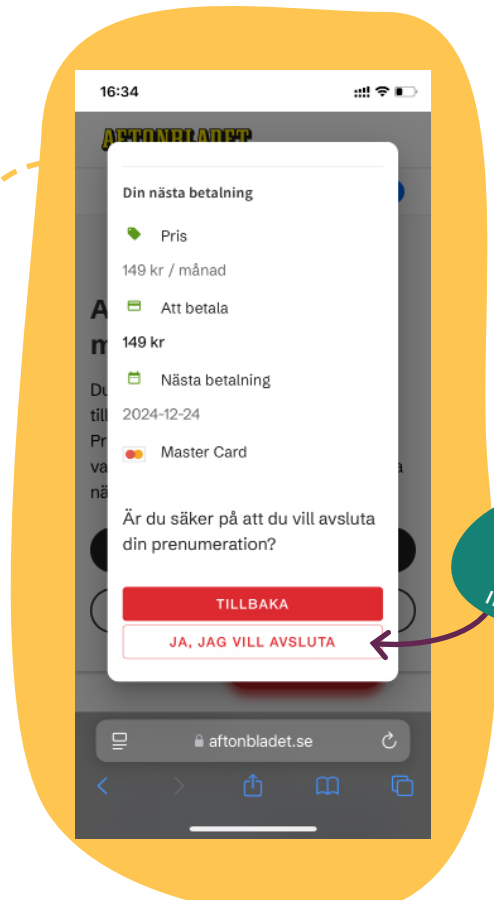 16:34
AFTONBLADET
Din nästa betalning
Pris
149 kr / månad
Att betala
149 kr
Nästa betalning
2024-12-24
Master Card
Är du säker på att du vill avsluta
din prenumeration?
TILLBAKA
JA, JAG VILL AVSLUTA
aftonbladet.se